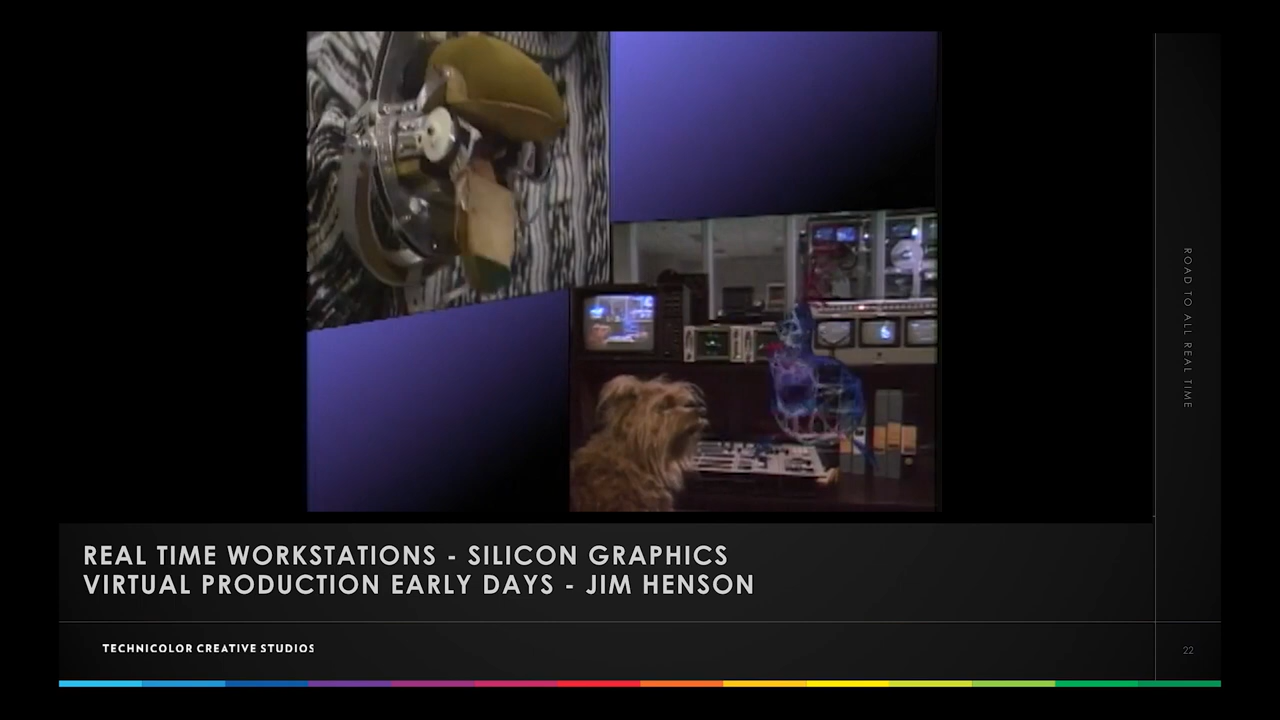 ROAD TO ALL REAL TIME
REAL TIME WORKSTATIONS - SILICON GRAPHICS
VIRTUAL PRODUCTION EARLY DAYS - JIM HENSON
TECHNICOLOR CREATIVE STUDIOS
22